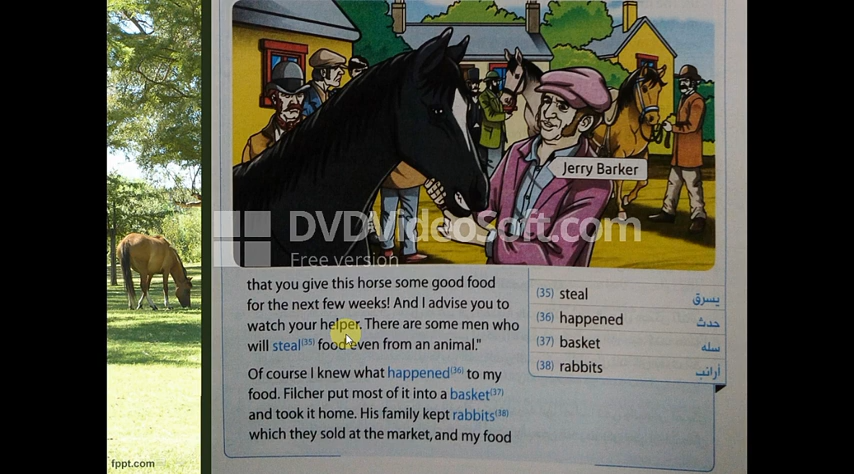 Jerry Barker
DVDVideoSoft.com
Free version
that you give this horse some good food
for the next few weeks! And I advise you to
watch your helper. There are some men who
will steal(35) food even from an animal."
Of course I knew what happened(36) to my
food. Filcher put most of it into a basket(37)
and took it home. His family kept rabbits(38)
which they sold at the market, and my food
(35) steal يسرق
(36) happened حدث
(37) basket سله
(38) rabbits أرانب
fppt.com